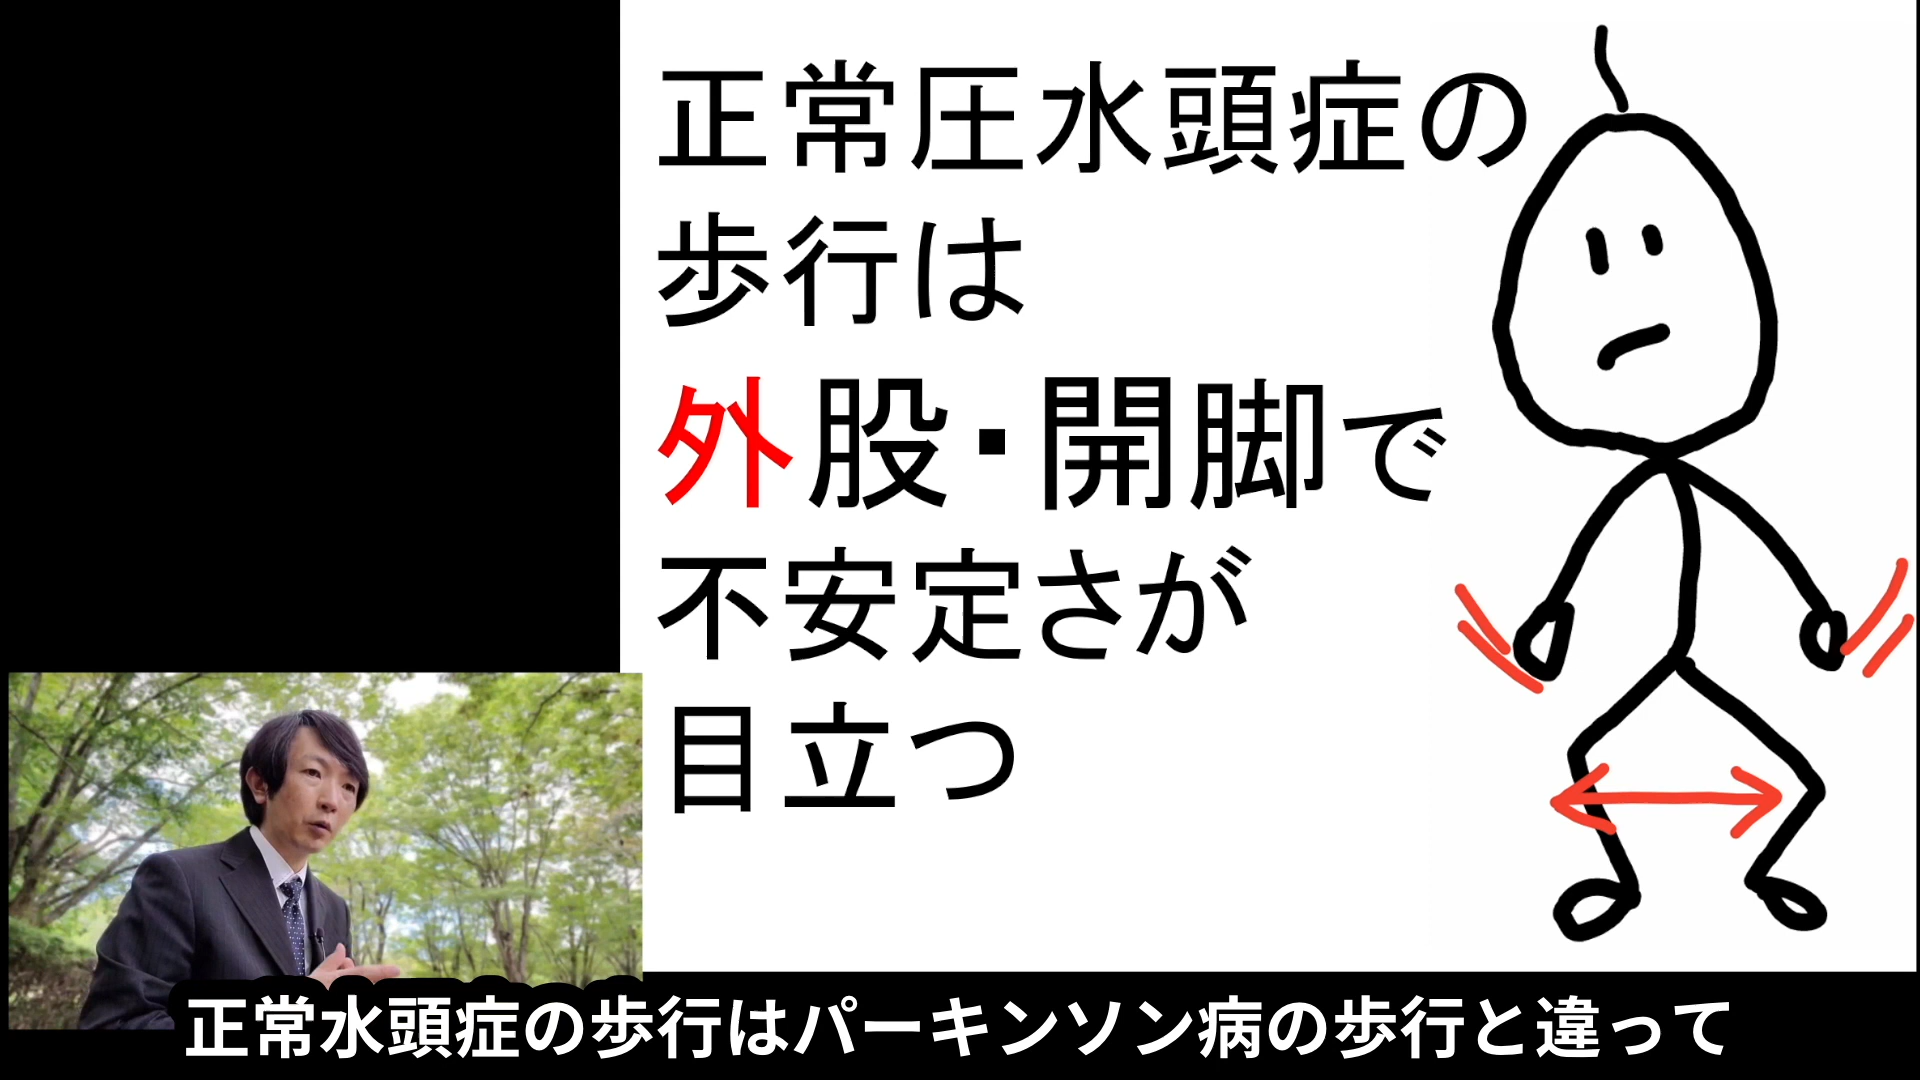 正常圧水頭症の
歩行は
外股・開脚で
不安定さが
目立つ
正常水頭症の歩行はパーキンソン病の歩行と違って